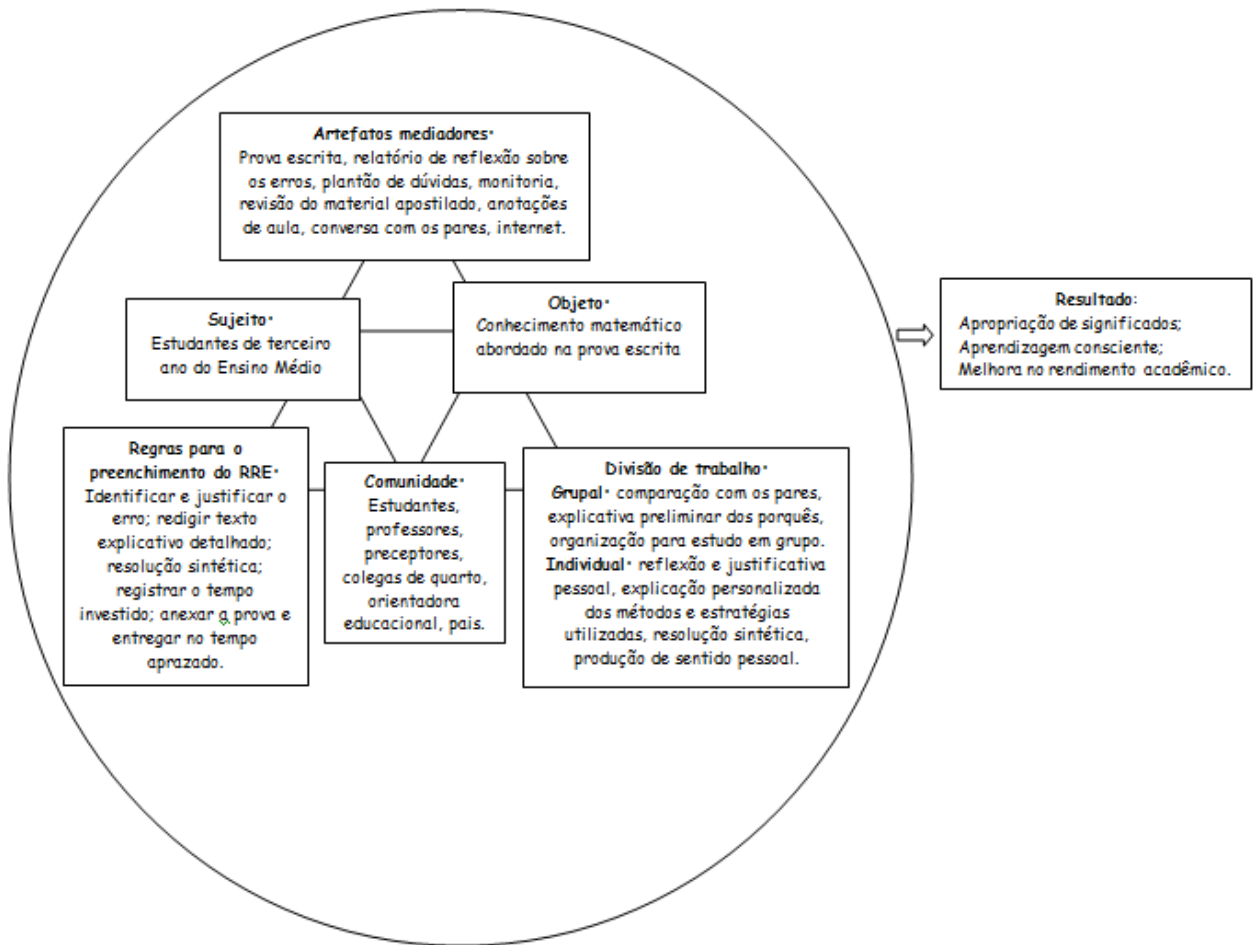 Artefatos mediadores·
Prova escrita, relatório de reflexão sobre
os erros, plantão de dúvidas, monitoria,
revisão do material apostilado, anotações
de aula, conversa com os pares, internet.
Sujeito·
Estudantes de terceiro
ano do Ensino Médio
Objeto·
Conhecimento matemático
abordado na prova escrita
Resultado:
Apropriação de significados;
Aprendizagem consciente;
Melhora no rendimento acadêmico.
Regras para o
preenchimento do RRE·
Identificar e justificar o
erro; redigir texto
explicativo detalhado;
resolução sintética;
registrar o tempo
investido; anexar a prova e
entregar no tempo
aprazado.
Comunidade·
Estudantes,
professores,
preceptores,
colegas de quarto,
orientadora
educacional, pais.
Divisão de trabalho·
Grupal· comparação com os pares,
explicativa preliminar dos porquês,
organização para estudo em grupo.
Individual· reflexão e justificativa
pessoal, explicação personalizada
dos métodos e estratégias
utilizadas, resolução sintética,
produção de sentido pessoal.